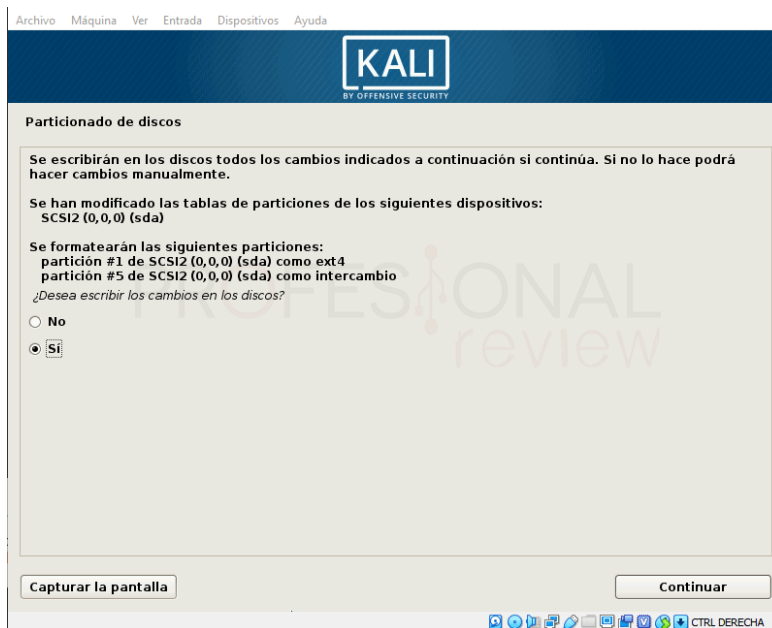 Archivo Máquina Ver Entrada Dispositivos Ayuda
KALI
BY OFFENSIVE SECURITY
Particionado de discos
Se escribirán en los discos todos los cambios indicados a continuación si continúa. Si no lo hace podrá
hacer cambios manualmente.
Se han modificado las tablas de particiones de los siguientes dispositivos:
SCSI2 (0,0,0) (sda)
Se formatearán las siguientes particiones:
partición #1 de SCSI2 (0,0,0) (sda) como ext4
partición #5 de SCSI2 (0,0,0) (sda) como intercambio
¿Desea escribir los cambios en los discos?
No
Sí
PROFESIONAL
review
Capturar la pantalla
Continuar
CTRL DERECHA